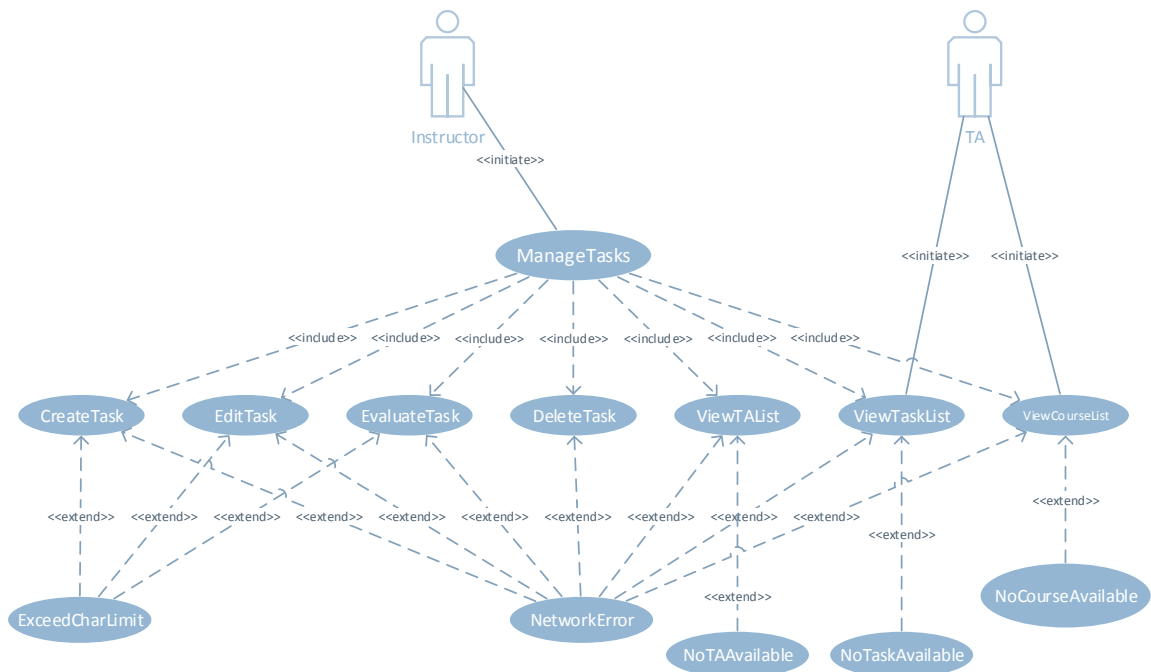 Instructor
TA
<<initiate>>
ManageTasks
<<initiate>>
<<initiate>>
<<include>>
<<include>>
<<include>>
<<include>>
<<include>>
<<include>>
<<include>>
CreateTask
EditTask
EvaluateTask
DeleteTask
ViewTAList
ViewTaskList
ViewCourseList
<<extend>>
<<extend>>
<<extend>>
<<extend>>
<<extend>>
<<extend>>
<<extend>>
<<extend>>
<<extend>>
<<extend>>
<<extend>>
<<extend>>
NoCourseAvailable
ExceedCharLimit
NetworkError
<<extend>>
NoTAAvailable
NoTaskAvailable